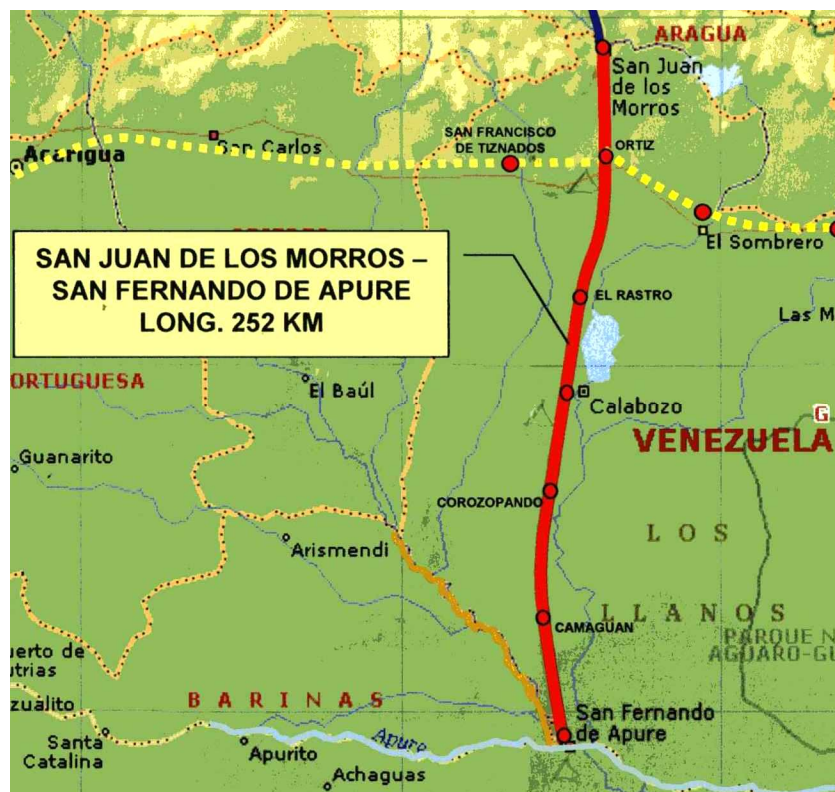 ARAGUA
San Juan
de los
Morros
SAN FRANCISCO
DE TIZNADOS
ORTIZ
Acarigua
San Carlos
El Sombrero
SAN JUAN DE LOS MORROS –
SAN FERNANDO DE APURE
LONG. 252 KM
EL RASTRO
Las M
ORTUGUESA
El Baúl
Calabozo
G
VENEZUELA
Guanarito
COROZOPANDO
LOS
Arismendi
LLANOS
CAMAGUAN
PARQUE N
AGUARO-GU
uerto de
utrias
zualito
BARINAS
San Fernando
de Apure
Santa
Catalina
Apurito
Apure
Achaguas